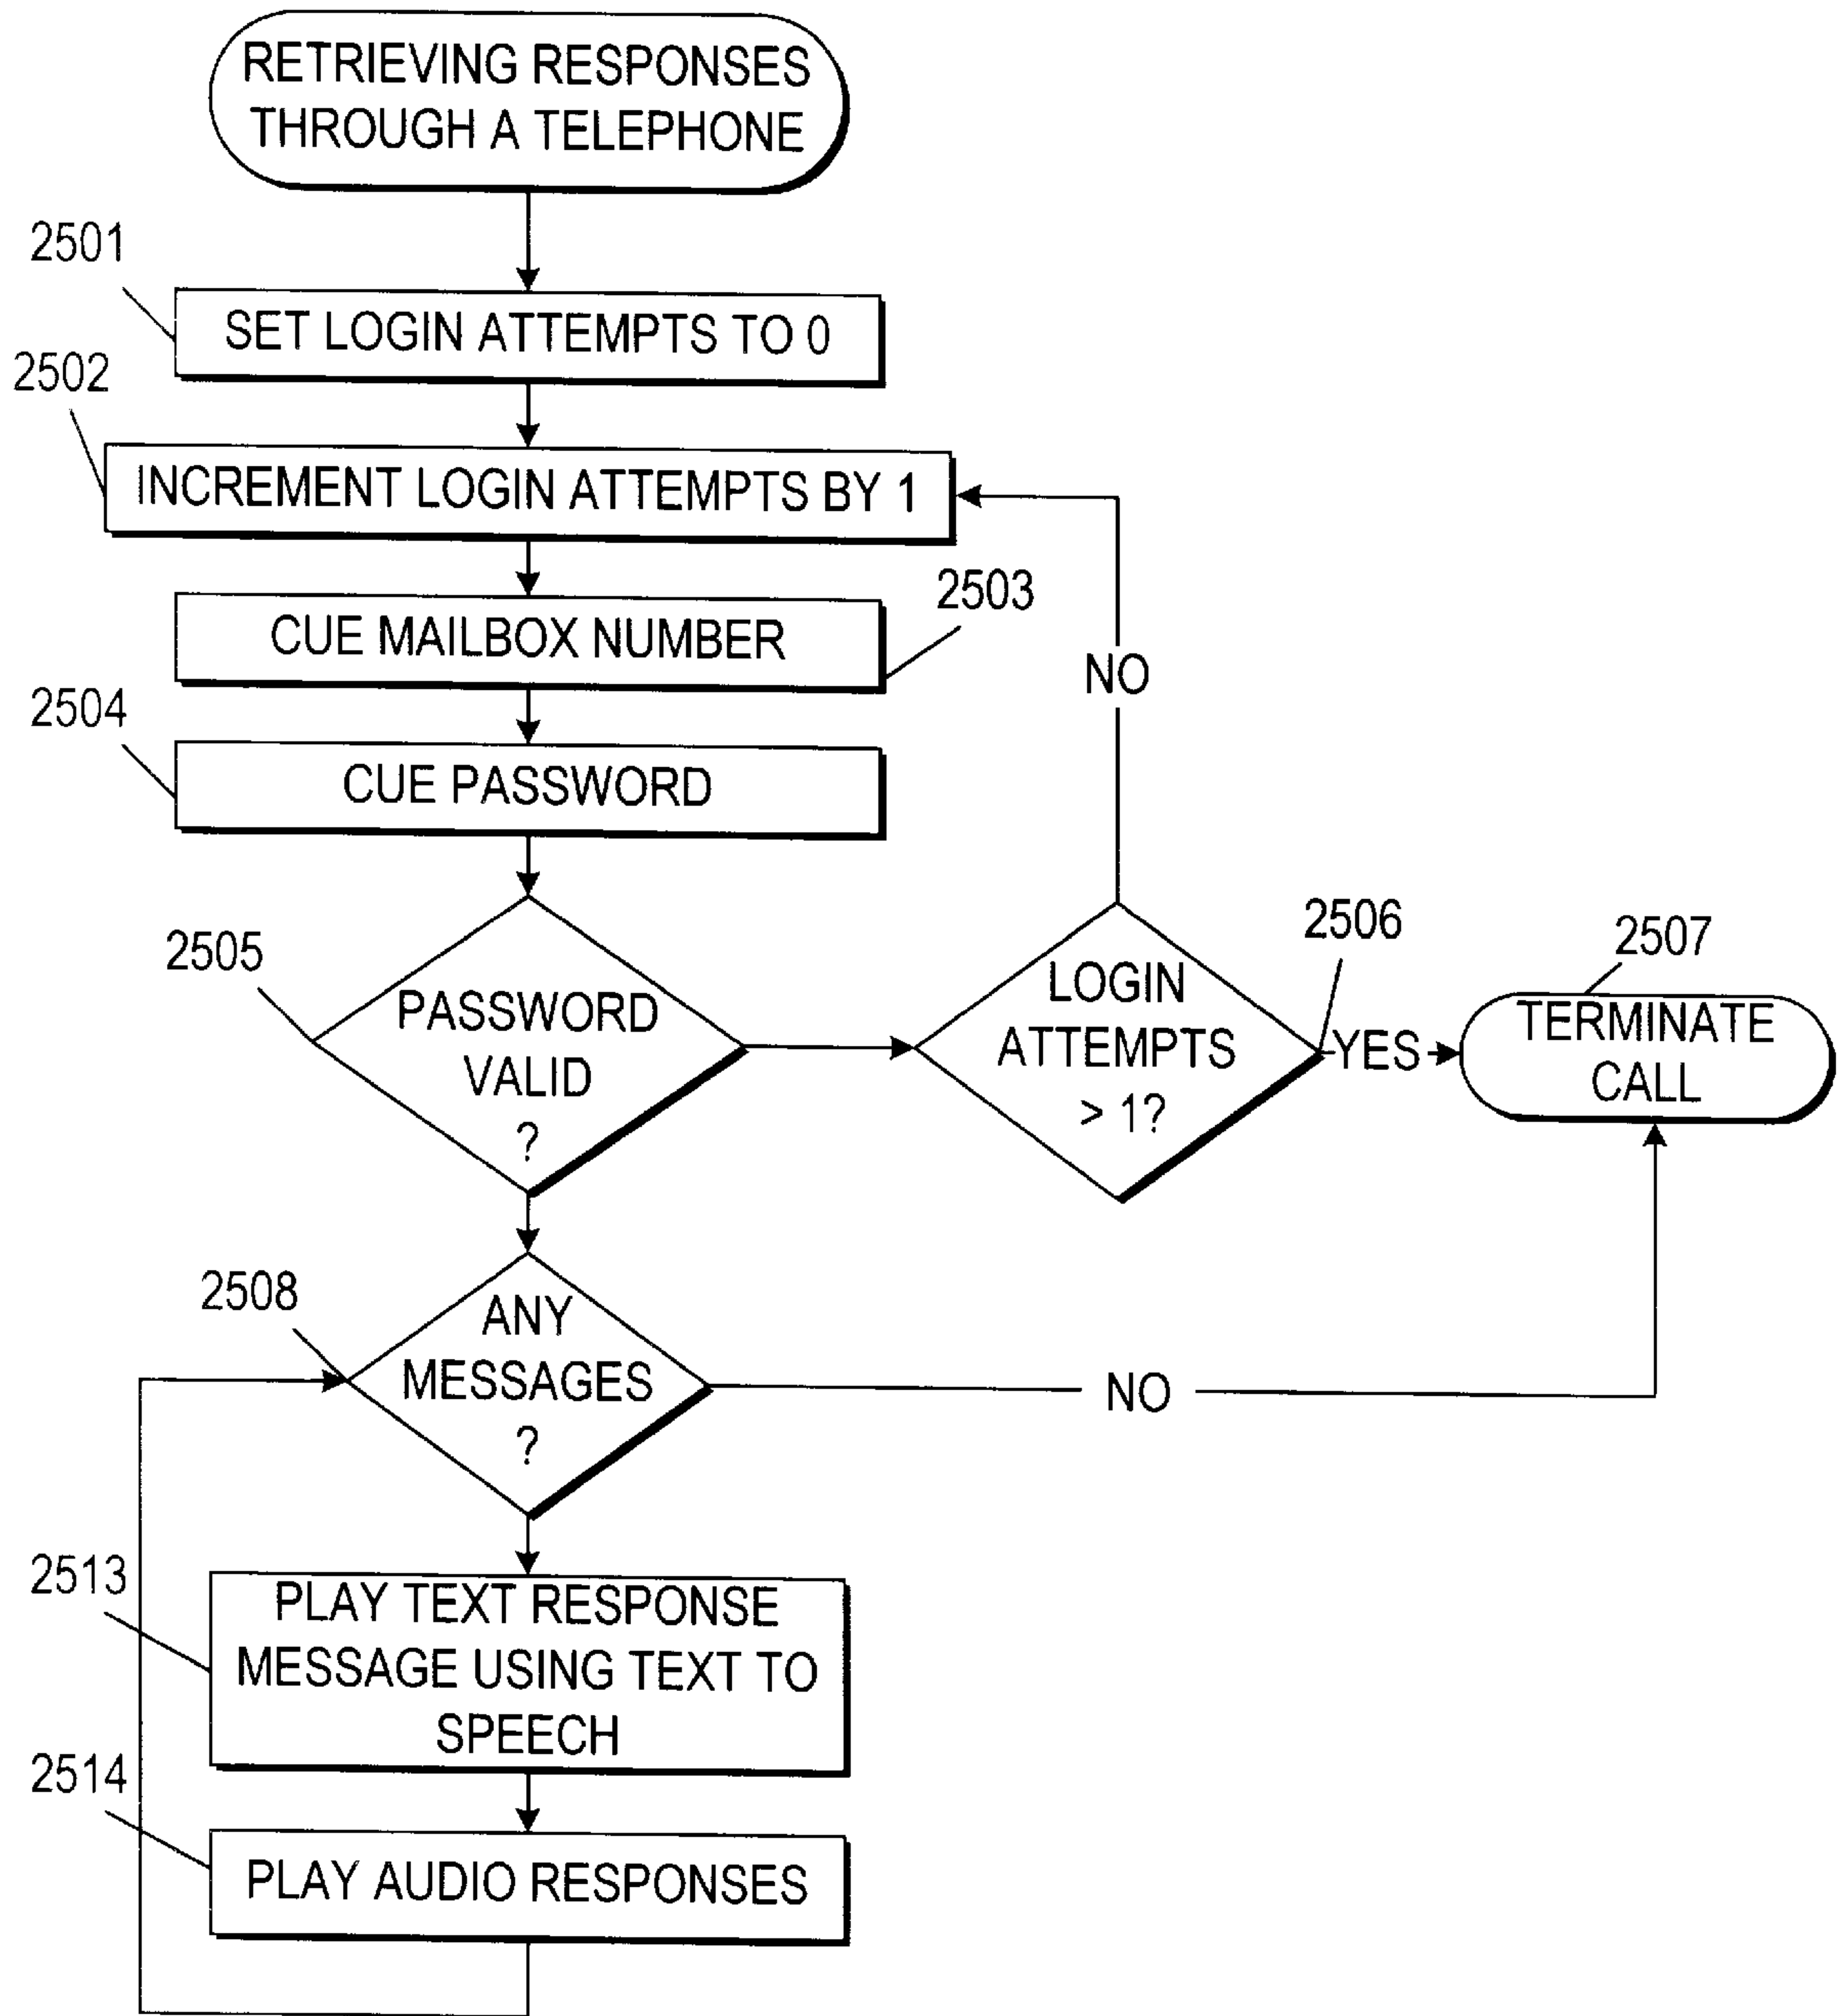 RETRIEVING RESPONSES
THROUGH A TELEPHONE
2501
SET LOGIN ATTEMPTS TO 0
2502
INCREMENT LOGIN ATTEMPTS BY 1
2503
CUE MAILBOX NUMBER
NO
2504
CUE PASSWORD
2505
PASSWORD
VALID
?
2506
LOGIN
ATTEMPTS
> 1?
YES
2507
TERMINATE
CALL
2508
ANY
MESSAGES
?
NO
2513
PLAY TEXT RESPONSE
MESSAGE USING TEXT TO
SPEECH
2514
PLAY AUDIO RESPONSES